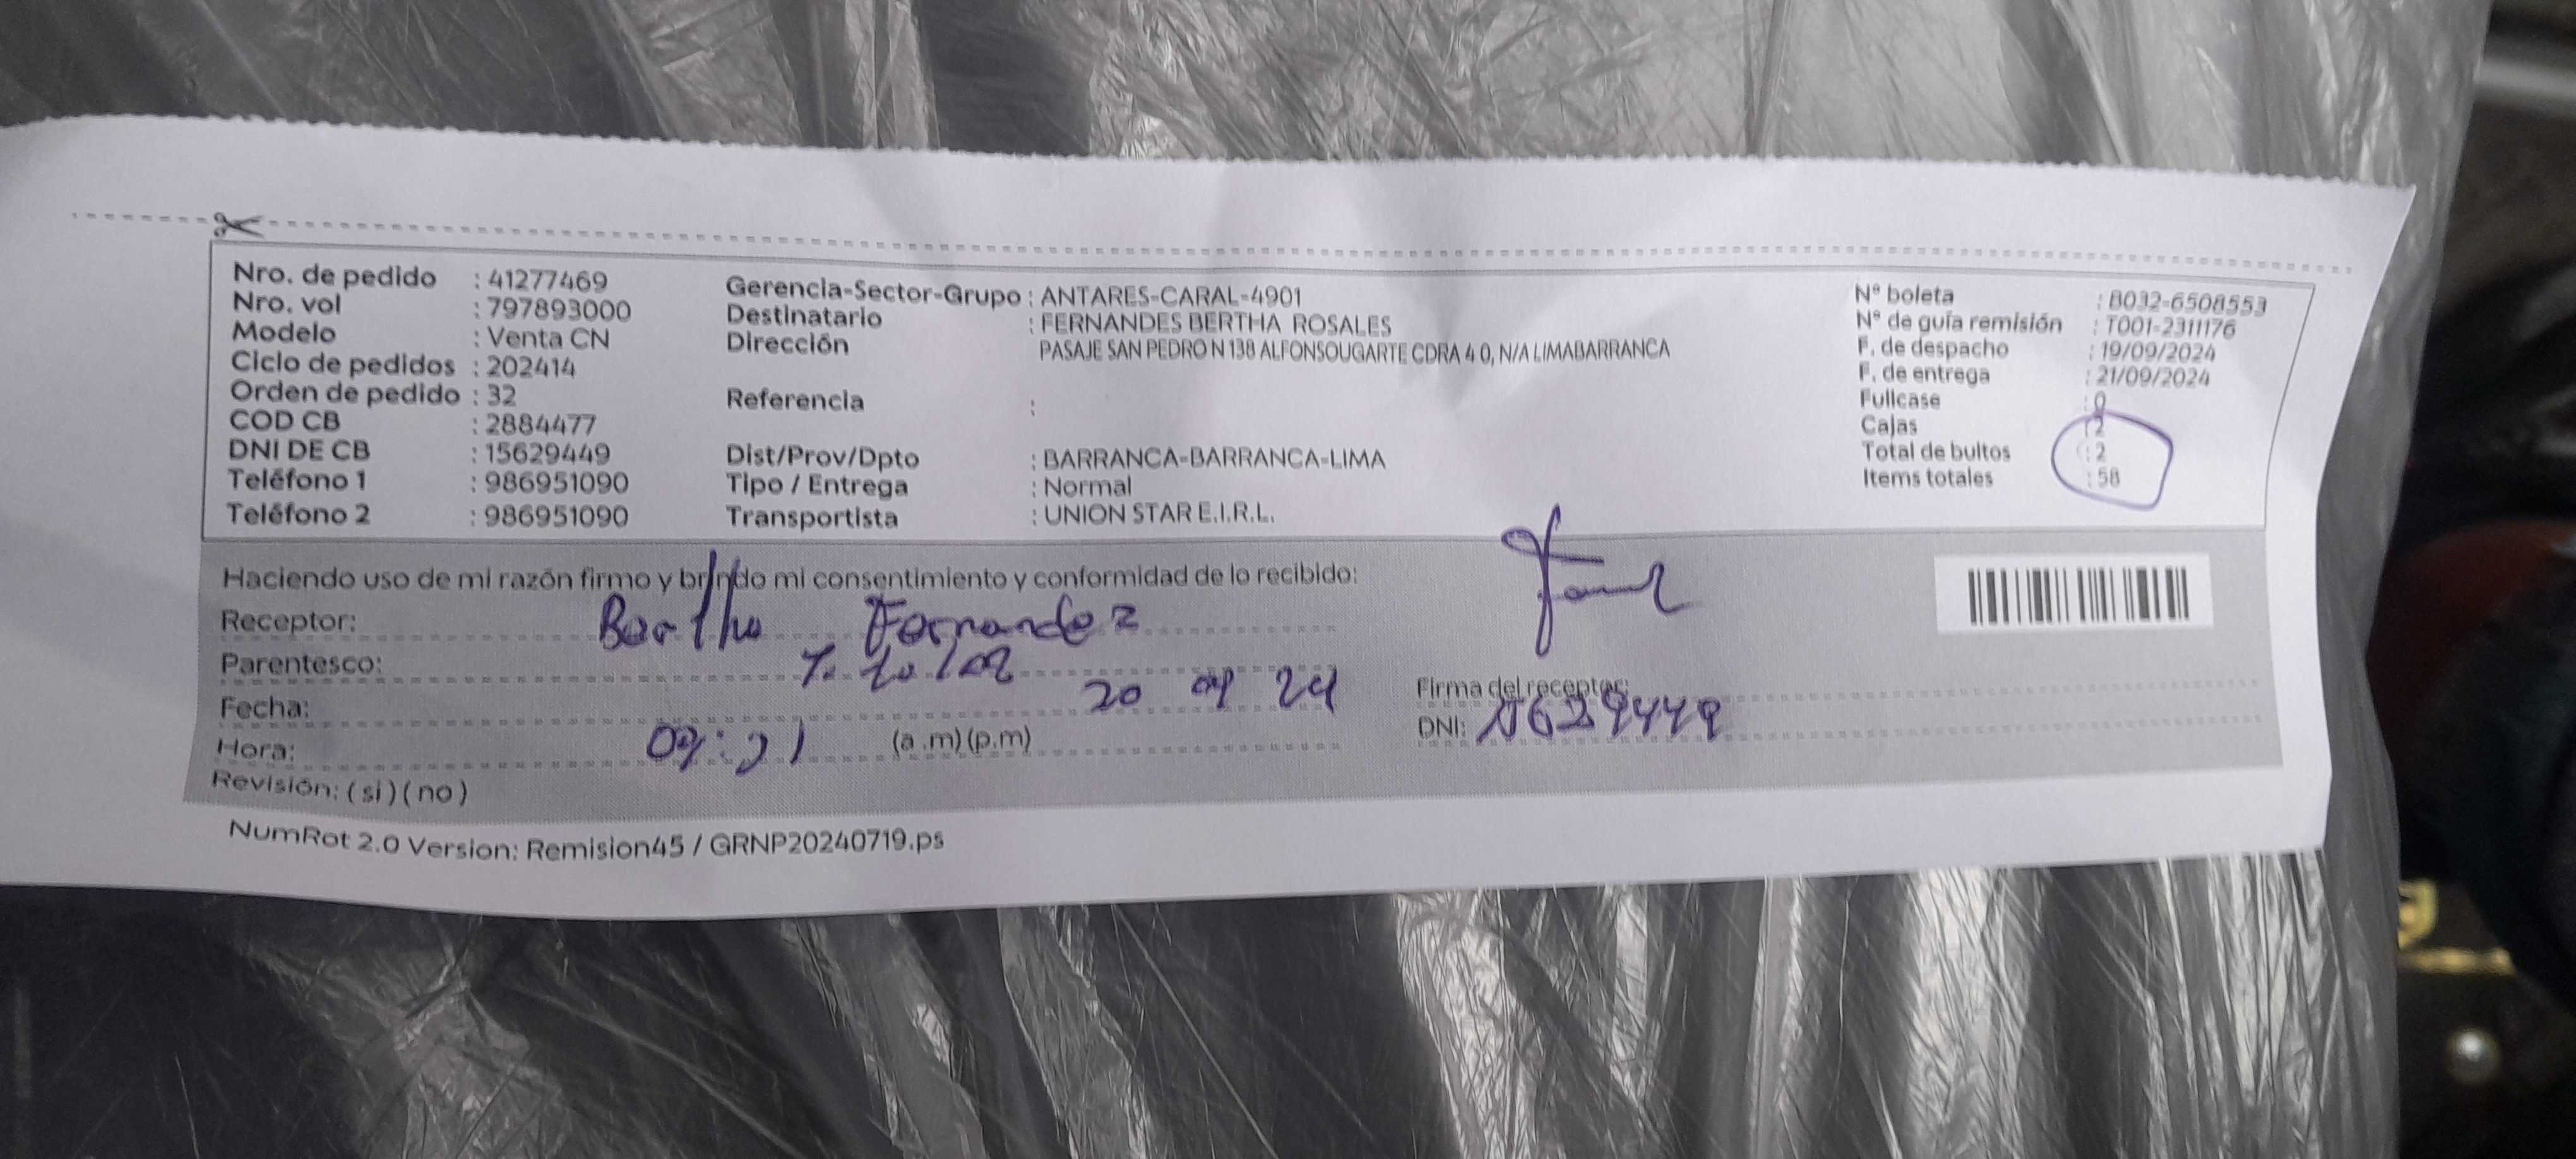 Nro. de pedido : 41277469
Nro. vol : 797893000
Modelo : Venta CN
Ciclo de pedidos : 202414
Orden de pedido : 32
COD CB : 2884477
DNI DE CB : 15629449
Teléfono 1 : 986951090
Teléfono 2 : 986951090
Gerencia-Sector-Grupo : ANTARES-CARAL-4901
Destinatario : FERNANDES BERTHA ROSALES
Dirección PASAJE SAN PEDRO N 138 ALFONSOUGARTE CDRA 4 0, N/A LIMABARRANCA
Referencia :
Dist/Prov/Dpto : BARRANCA-BARRANCA-LIMA
Tipo / Entrega : Normal
Transportista : UNION STAR E.I.R.L.
N° boleta : B032-6508553
N° de guía remisión : T001-2311176
F. de despacho : 19/09/2024
F. de entrega : 21/09/2024
Fullcase : 0
Cajas : 2
Total de bultos : 2
Items totales : 58
Haciendo uso de mi razón firmo y brindo mi consentimiento y conformidad de lo recibido:
Receptor: Bertha Fernandez
Parentesco: Titular
Fecha: 20 09 24
Hora: (a.m) (p.m)
Revisión: ( si ) ( no )
Firma del receptor:
DNI: 15629449
NumRot 2.0 Version: Remision45 / GRNP20240719.ps